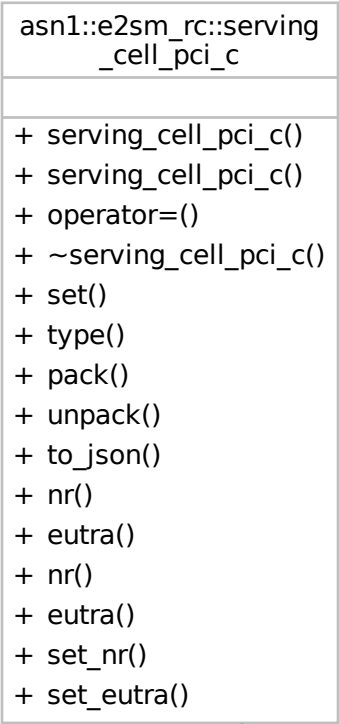 asn1::e2sm_rc::serving
_cell_pci_c
+ serving_cell_pci_c()
+ serving_cell_pci_c()
+ operator=()
+ ~serving_cell_pci_c()
+ set()
+ type()
+ pack()
+ unpack()
+ to_json()
+ nr()
+ eutra()
+ nr()
+ eutra()
+ set_nr()
+ set_eutra()